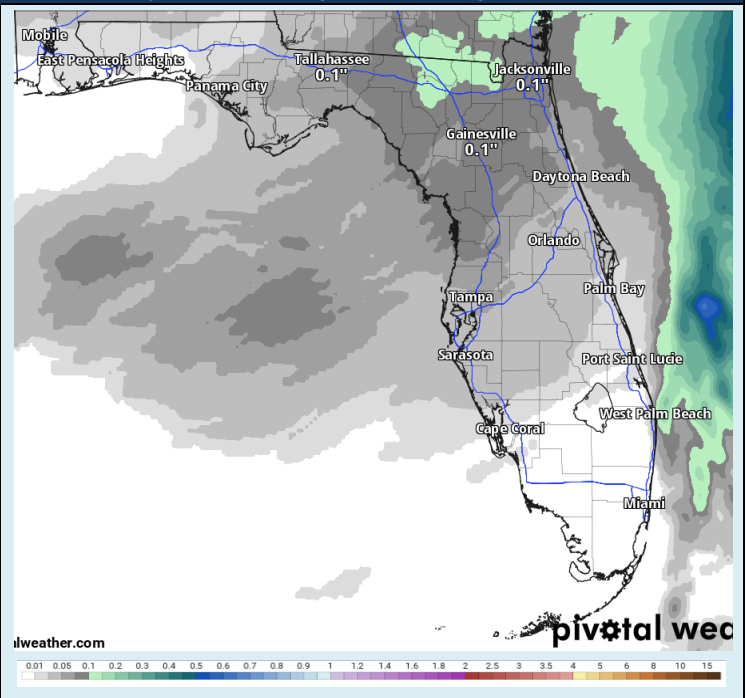 Mobile
East Pensacola Heights
Tallahassee
0.1"
Jacksonville
0.1"
Panama City
Gainesville
0.1"
Daytona Beach
Orlando
Palm Bay
Tampa
Sarasota
Port Saint Lucie
West Palm Beach
Cape Coral
Miami
pivotal wea
alweather.com
0.01 0.05 0.1 0.2 0.3 0.4 0.5 0.6 0.7 0.8 0.9 1 1.2 1.4 1.6 1.8 2 2.5 3 3.5 4 5 6 8 10 15